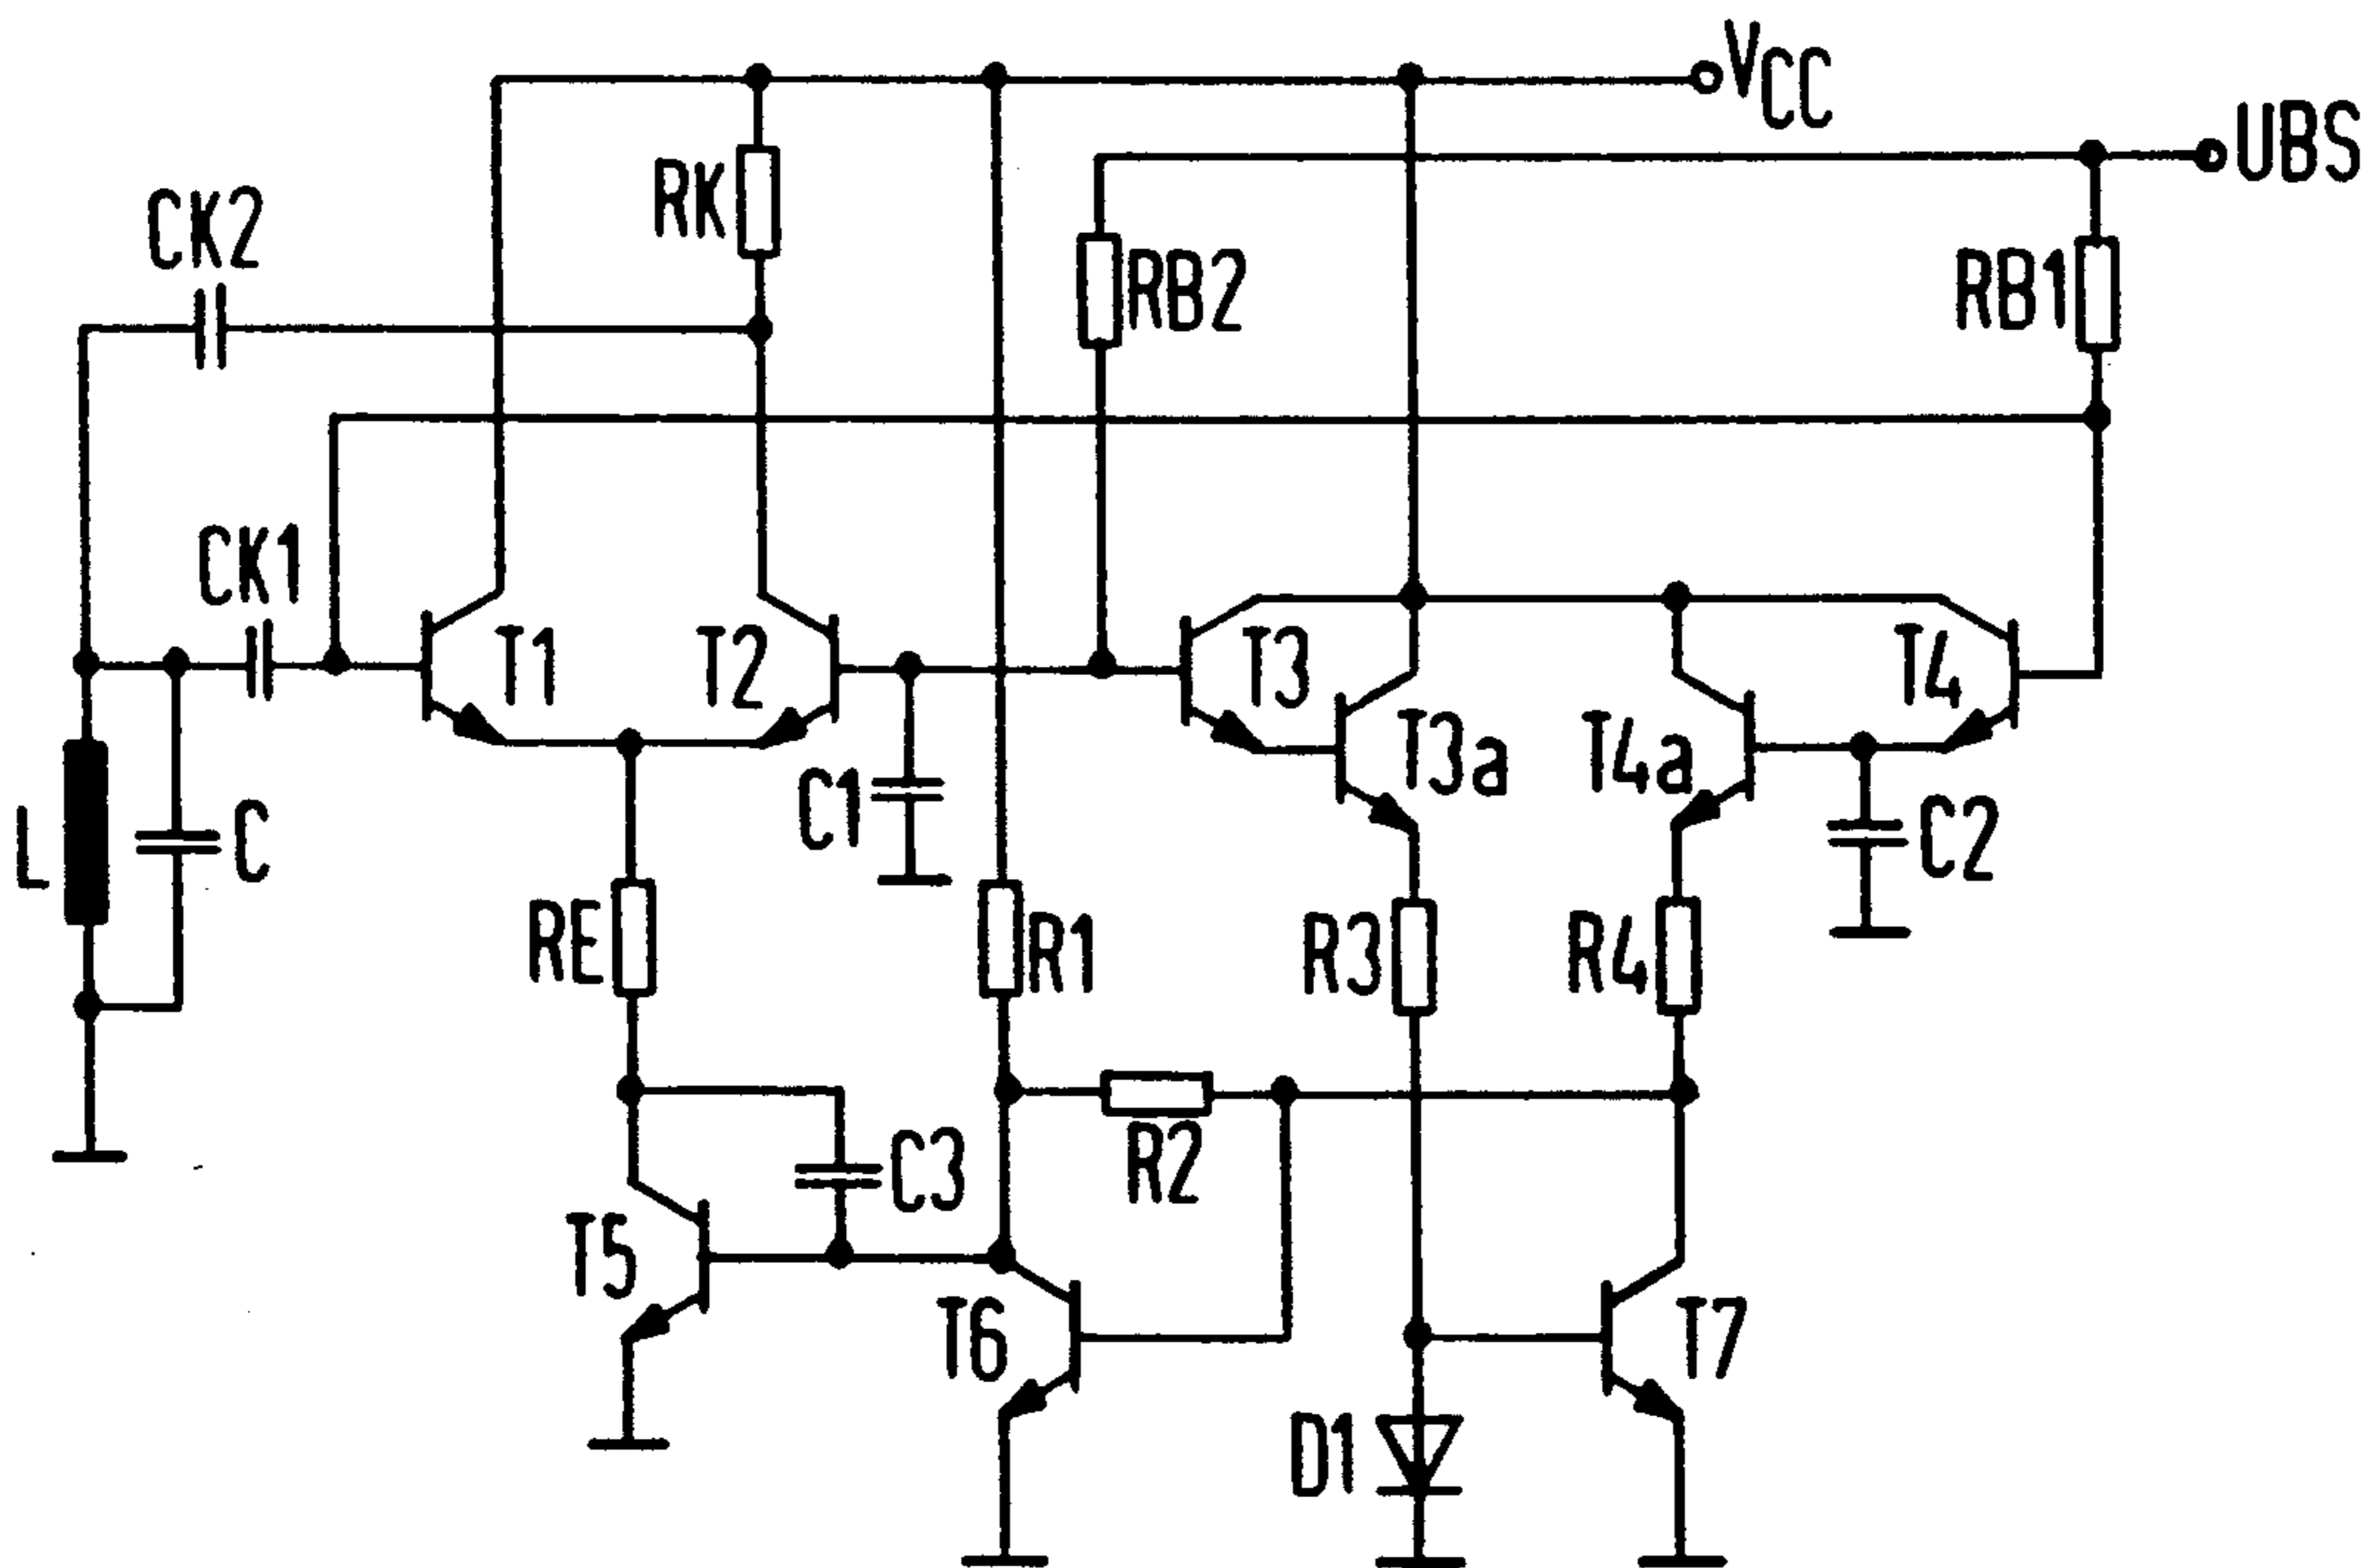 VCC
UBS
CK2
RK
RB2
RB1
CK1
T1
T2
T3
T4
T3a
T4a
L
C
C1
C2
RE
R1
R3
R4
R2
C3
T5
T6
T7
D1